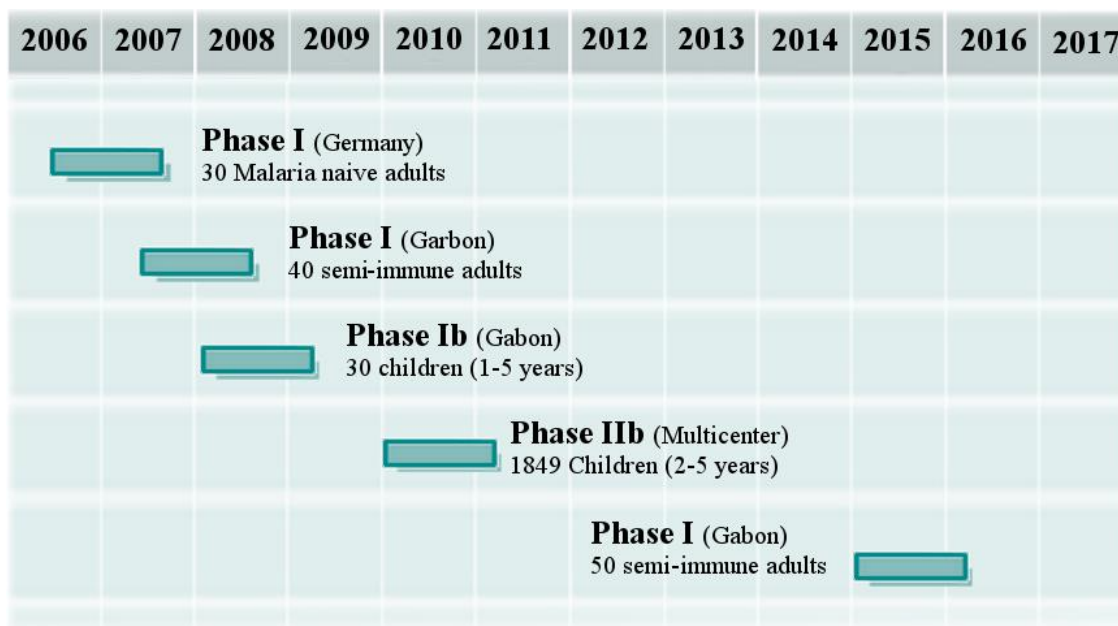 2006 2007 2008 2009 2010 2011 2012 2013 2014 2015 2016 2017
Phase I (Germany)
30 Malaria naive adults
Phase I (Garbon)
40 semi-immune adults
Phase Ib (Gabon)
30 children (1-5 years)
Phase IIb (Multicenter)
1849 Children (2-5 years)
Phase I (Gabon)
50 semi-immune adults